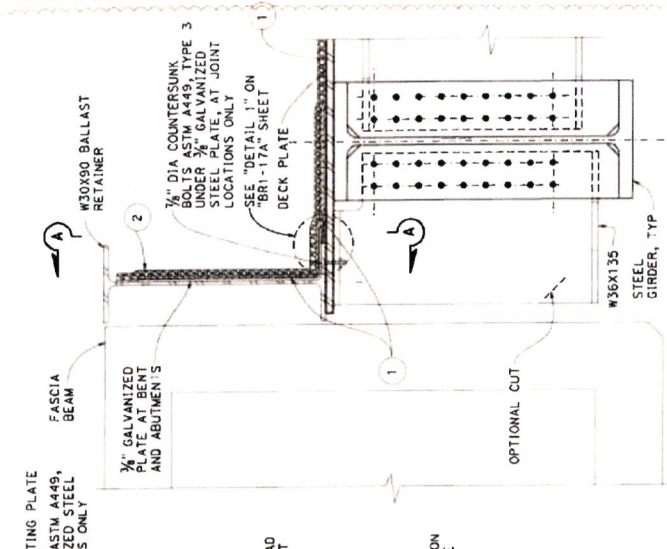 TING PLATE
ASTM A449,
ZED STEEL
S ONLY
AD
T
ON
FASCIA
BEAM
W30X90 BALLAST
RETAINER
A
2
3/8" GALVANIZED
PLATE AT BENT
AND ABUTMENTS
7/8" DIA COUNTERSUNK
BOLTS ASTM A449, TYPE 3
UNDER 3/8" GALVANIZED
STEEL PLATE, AT JOINT
LOCATIONS ONLY
SEE "DETAIL 1" ON
"BR1-17A" SHEET
DECK PLATE
1
A
1
OPTIONAL CUT
W36X135
STEEL
GIRDER, TYP